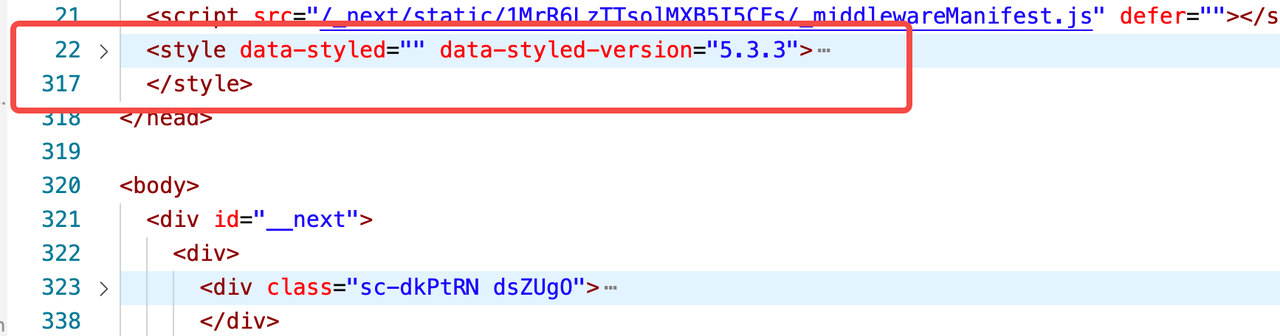 21 <script src="/_next/static/1MrR6LzTTsolMXB5I5CEs/_middlewareManifest.js" defer=""></s
22 > <style data-styled="" data-styled-version="5.3.3">…
317 </style>
318 </head>
319
320 <body>
321 <div id="__next">
322 <div>
323 > <div class="sc-dkPtRN dsZUgO">…
338 </div>